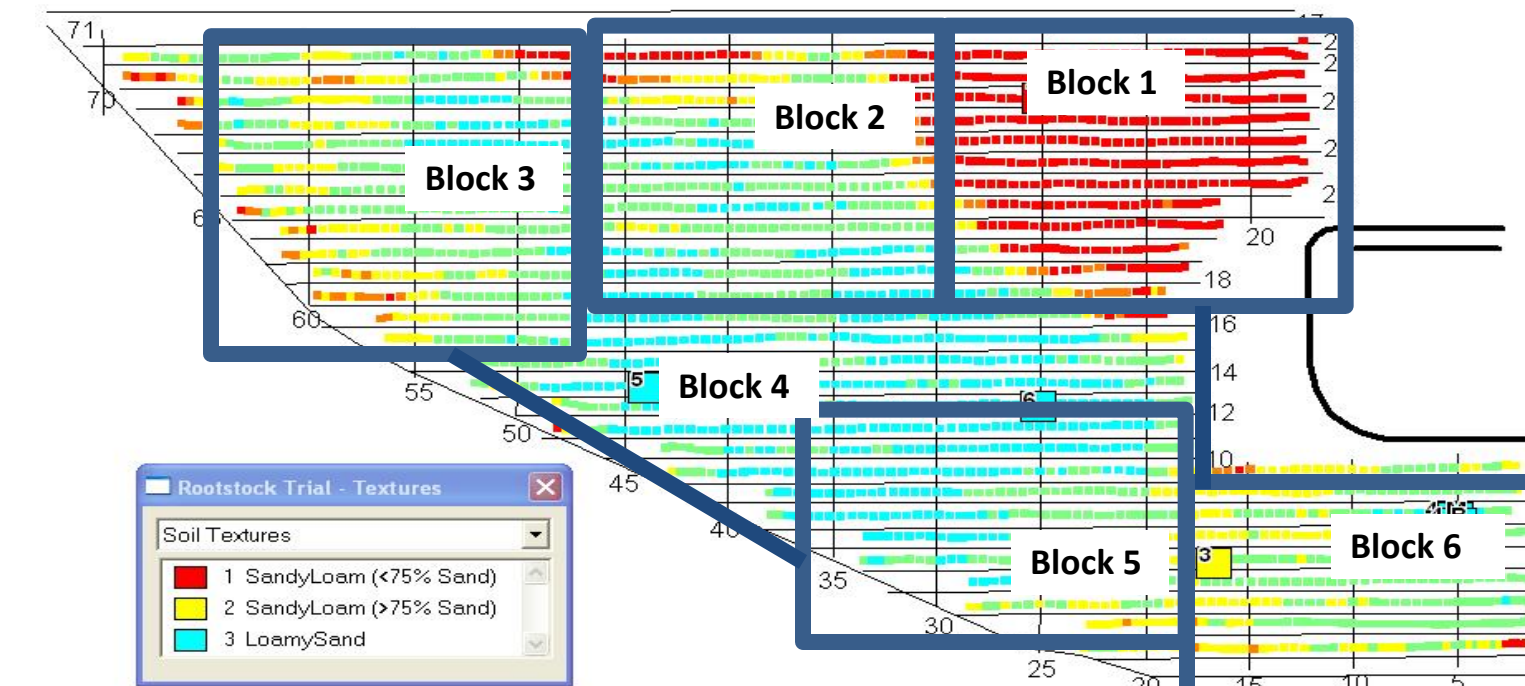 71
70
Block 1
Block 2
Block 3
20
18
60
16
5
Block 4
14
55
6
12
50
10
45
40
3
Block 5
Block 6
35
30
25
20
15
10
5
Rootstock Trial - Textures
Soil Textures
1 SandyLoam (<75% Sand)
2 SandyLoam (>75% Sand)
3 LoamySand